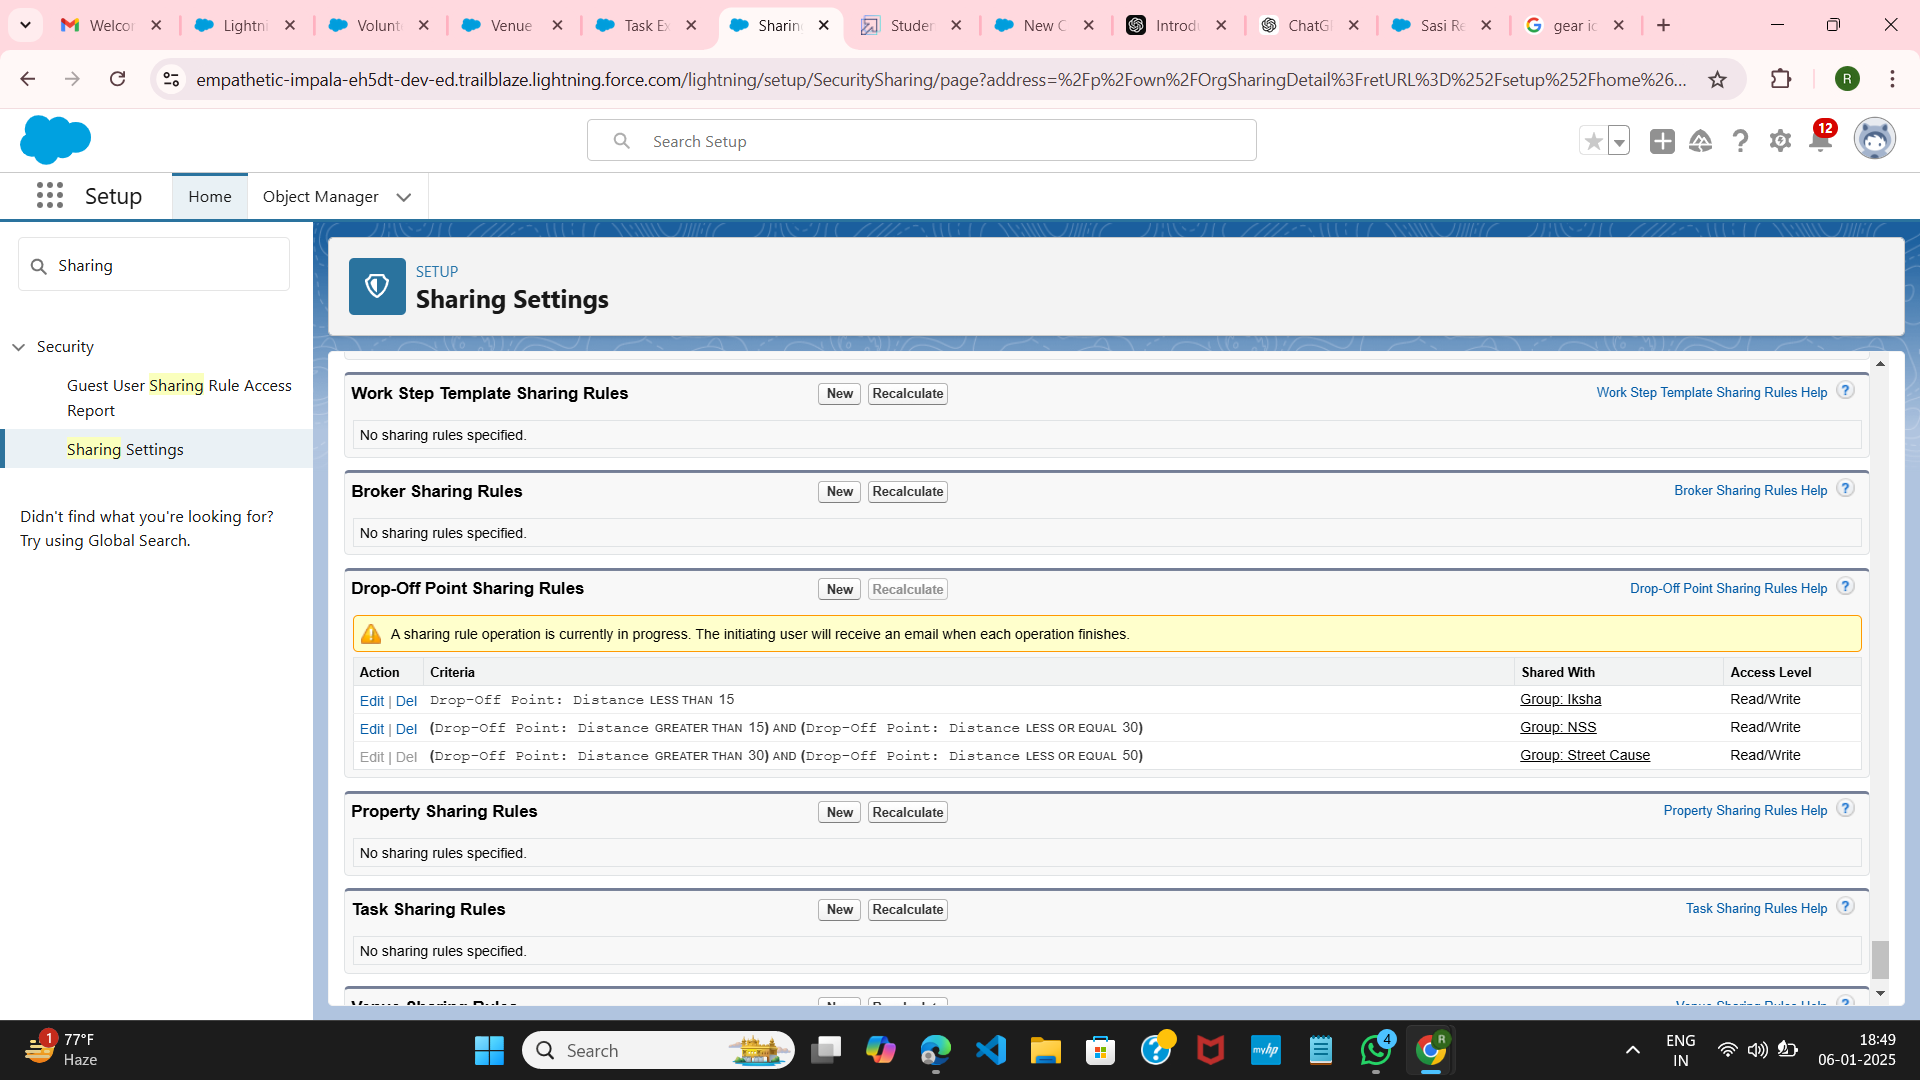 Welcor
Lightni
Volunt
Venue
Task Ex
Sharin
Studer
New C
Introdu
ChatG
Sasi Re
gear ic
empathetic-impala-eh5dt-dev-ed.trailblaze.lightning.force.com/lightning/setup/SecuritySharing/page?address=%2Fp%2Fown%2FOrgSharingDetail%3FretURL%3D%252Fsetup%252Fhome%26...
R
Search Setup
12
Setup
Home
Object Manager
Sharing
Security
Guest User Sharing Rule Access
Report
Sharing Settings
Didn't find what you're looking for?
Try using Global Search.
SETUP
Sharing Settings
Work Step Template Sharing Rules New Recalculate Work Step Template Sharing Rules Help ?
No sharing rules specified.
Broker Sharing Rules New Recalculate Broker Sharing Rules Help ?
No sharing rules specified.
Drop-Off Point Sharing Rules New Recalculate Drop-Off Point Sharing Rules Help ?
A sharing rule operation is currently in progress. The initiating user will receive an email when each operation finishes.
Action Criteria Shared With Access Level
Edit | Del Drop-Off Point: Distance LESS THAN 15 Group: Iksha Read/Write
Edit | Del (Drop-Off Point: Distance GREATER THAN 15) AND (Drop-Off Point: Distance LESS OR EQUAL 30) Group: NSS Read/Write
Edit | Del (Drop-Off Point: Distance GREATER THAN 30) AND (Drop-Off Point: Distance LESS OR EQUAL 50) Group: Street Cause Read/Write
Property Sharing Rules New Recalculate Property Sharing Rules Help ?
No sharing rules specified.
Task Sharing Rules New Recalculate Task Sharing Rules Help ?
No sharing rules specified.
Venue Sharing Rules New Recalculate Venue Sharing Rules Help ?
1
77°F
Haze
Search
myhp
4
R
ENG
IN
18:49
06-01-2025